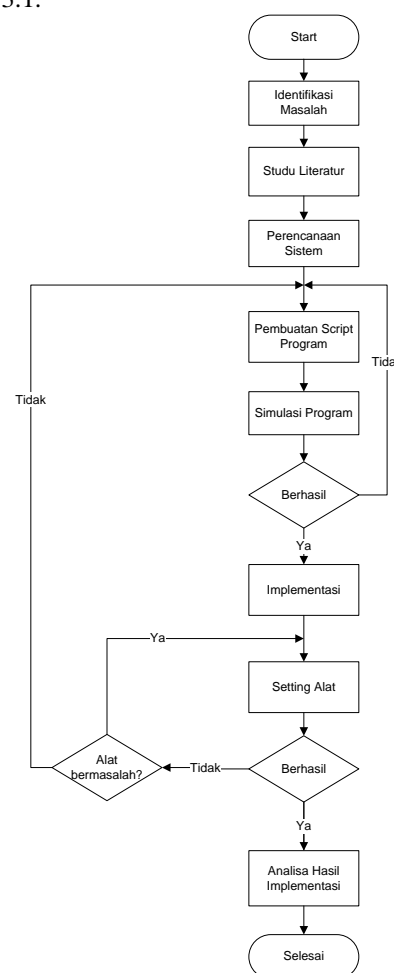 3.1.
Start
Identifikasi
Masalah
Studu Literatur
Perencanaan
Sistem
Pembuatan Script
Program
Tida
Tidak
Simulasi Program
Berhasil
Ya
Implementasi
Ya
Setting Alat
Alat
bermasalah?
Tidak
Berhasil
Ya
Analisa Hasil
Implementasi
Selesai